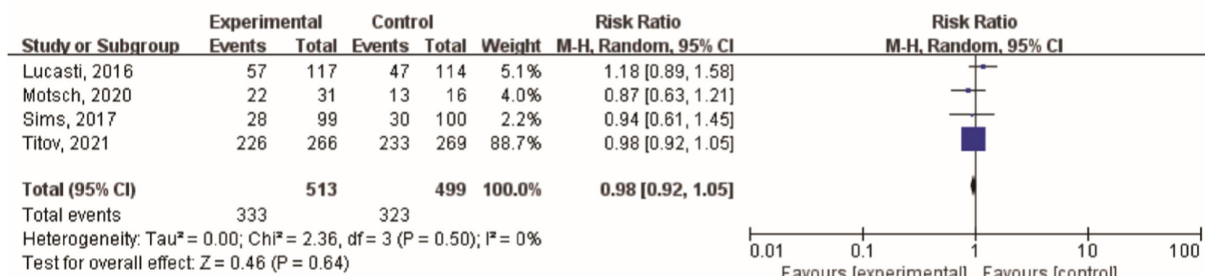 Experimental Control Risk Ratio Risk Ratio
Study or Subgroup Events Total Events Total Weight M-H, Random, 95% CI M-H, Random, 95% CI
Lucasti, 2016 57 117 47 114 5.1% 1.18 [0.89, 1.58]
Motsch, 2020 22 31 13 16 4.0% 0.87 [0.63, 1.21]
Sims, 2017 28 99 30 100 2.2% 0.94 [0.61, 1.45]
Titov, 2021 226 266 233 269 88.7% 0.98 [0.92, 1.05]
Total (95% CI) 513 499 100.0% 0.98 [0.92, 1.05]
Total events 333 323
Heterogeneity: Tau² = 0.00; Chi² = 2.36, df = 3 (P = 0.50); I² = 0%
Test for overall effect: Z = 0.46 (P = 0.64)
0.01 0.1 1 10 100
Favours [experimental] Favours [control]